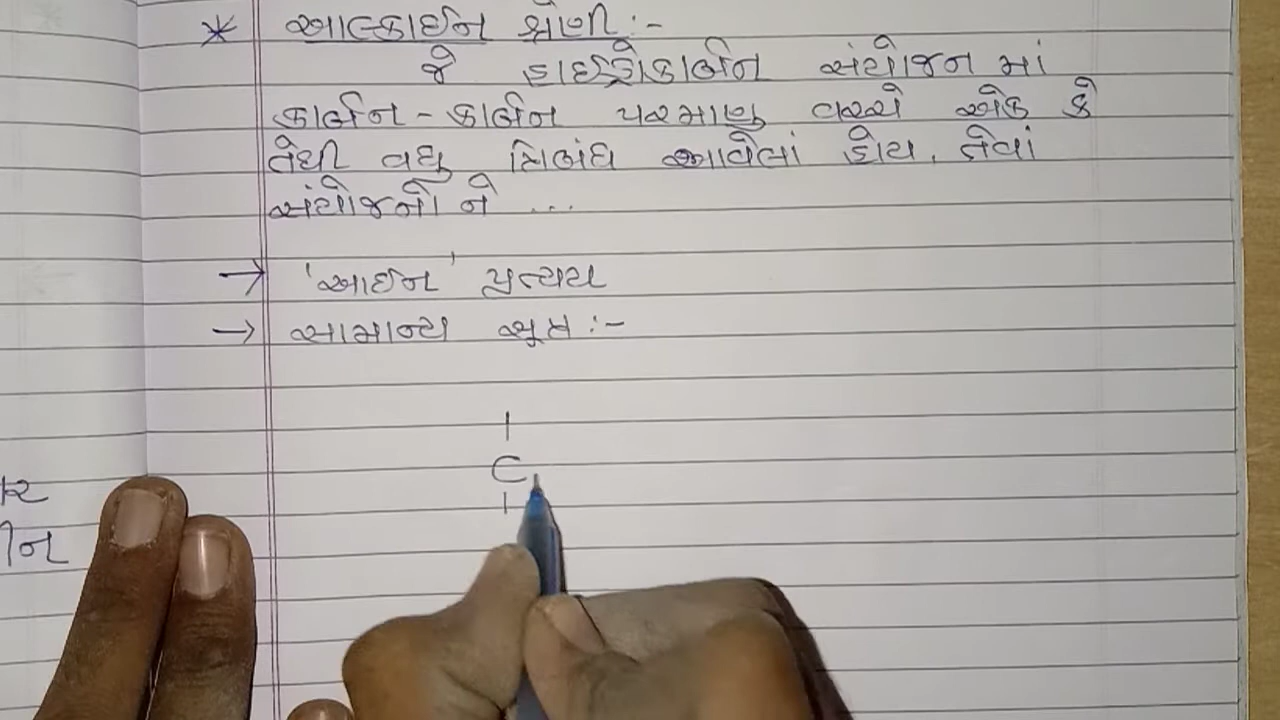 * આલ્કાઈન શ્રેણી :-
જે હાઈડ્રોકાર્બન સંયોજન માં
કાર્બન - કાર્બન પરમાણુ વચ્ચે એક કે
તેથી વધુ ત્રિબંધ આવેલાં હોય, તેવાં
સંયોજનો ને ...
→ 'આઈન' પ્રત્યય
→ સામાન્ય સૂત્ર :-
C